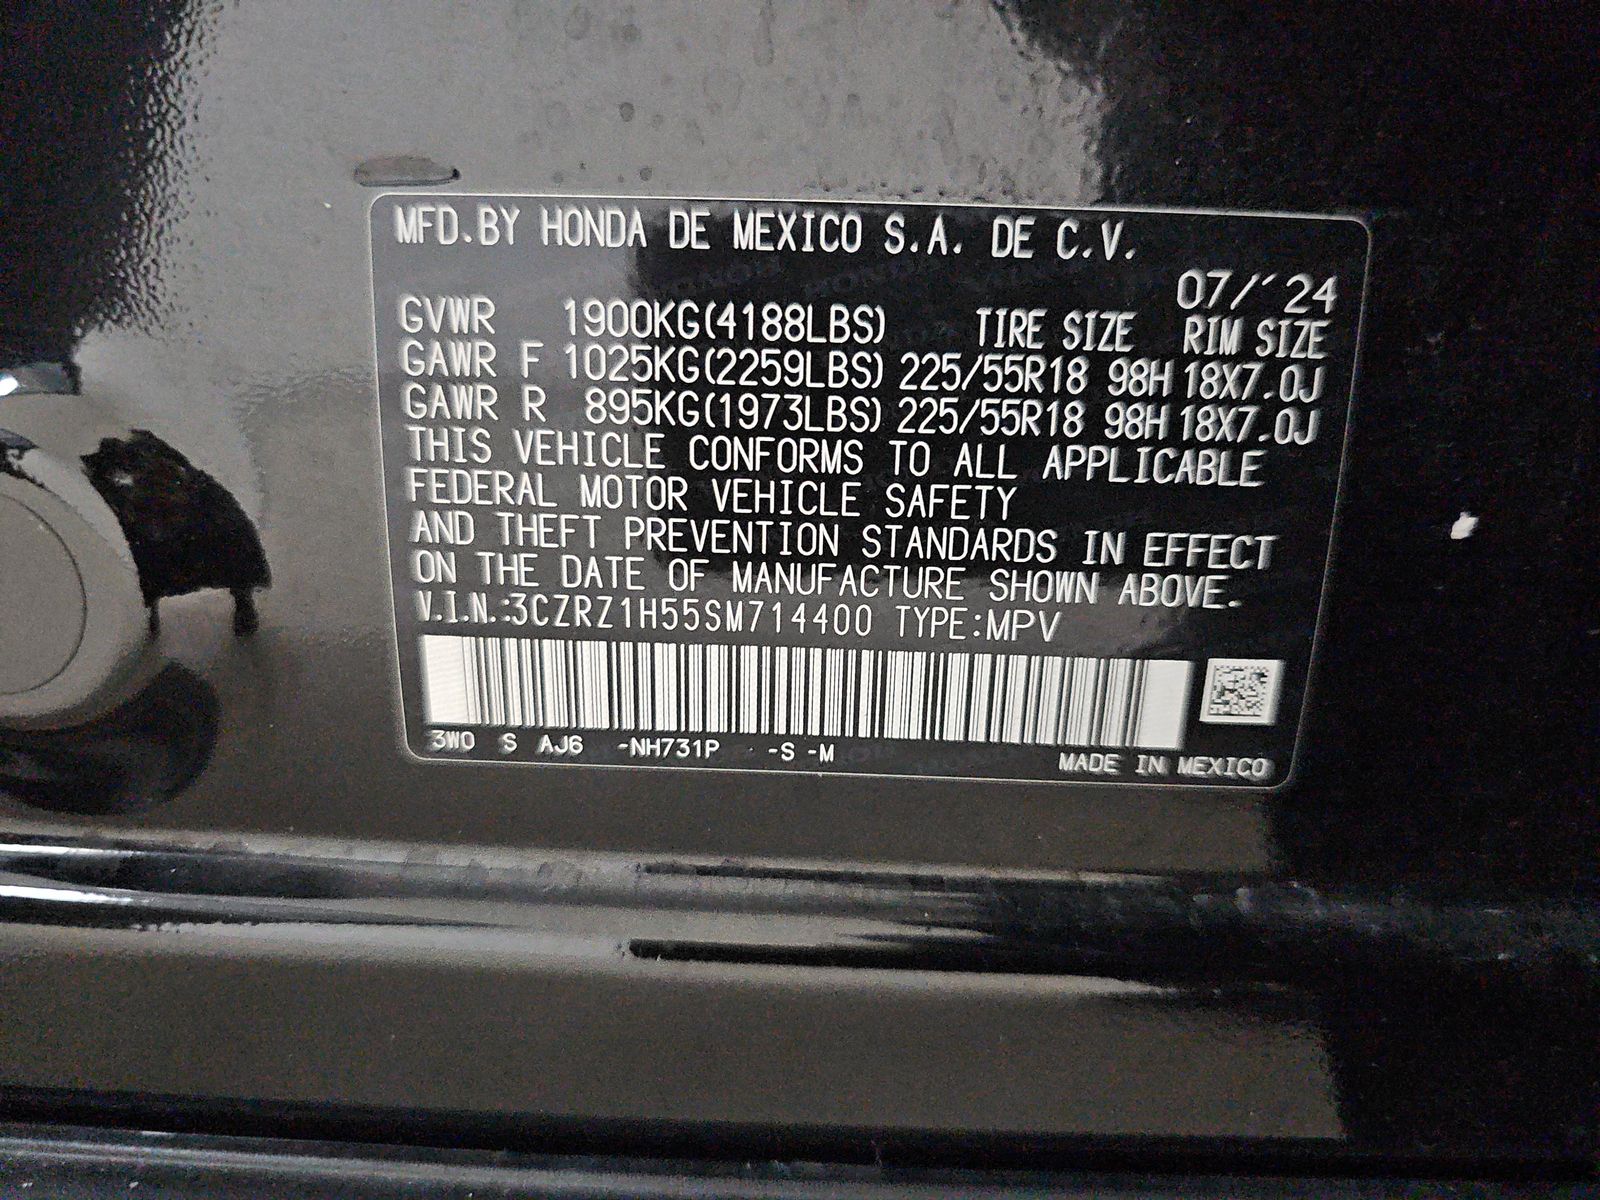 MFD.BY HONDA DE MEXICO S.A. DE C.V.
07/'24
GVWR 1900KG(4188LBS) TIRE SIZE RIM SIZE
GAWR F 1025KG(2259LBS) 225/55R18 98H 18X7.0J
GAWR R 895KG(1973LBS) 225/55R18 98H 18X7.0J
THIS VEHICLE CONFORMS TO ALL APPLICABLE
FEDERAL MOTOR VEHICLE SAFETY
AND THEFT PREVENTION STANDARDS IN EFFECT
ON THE DATE OF MANUFACTURE SHOWN ABOVE.
V.I.N.:3CZRZ1H55SM714400 TYPE:MPV
3W0 S AJ6 -NH731P -S -M
MADE IN MEXICO